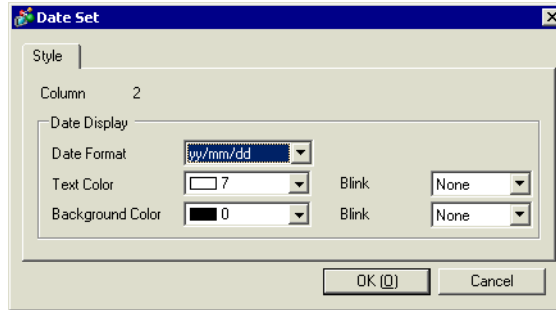 Date Set
Style
Column 2
Date Display
Date Format yy/mm/dd
Text Color 7 Blink None
Background Color 0 Blink None
OK (O) Cancel